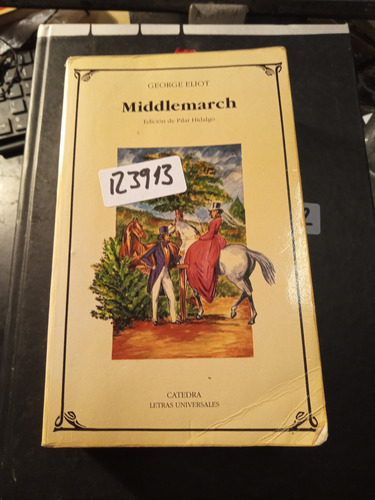 GEORGE ELIOT
Middlemarch
Edición de Pilar Hidalgo
123913
CATEDRA
LETRAS UNIVERSALES